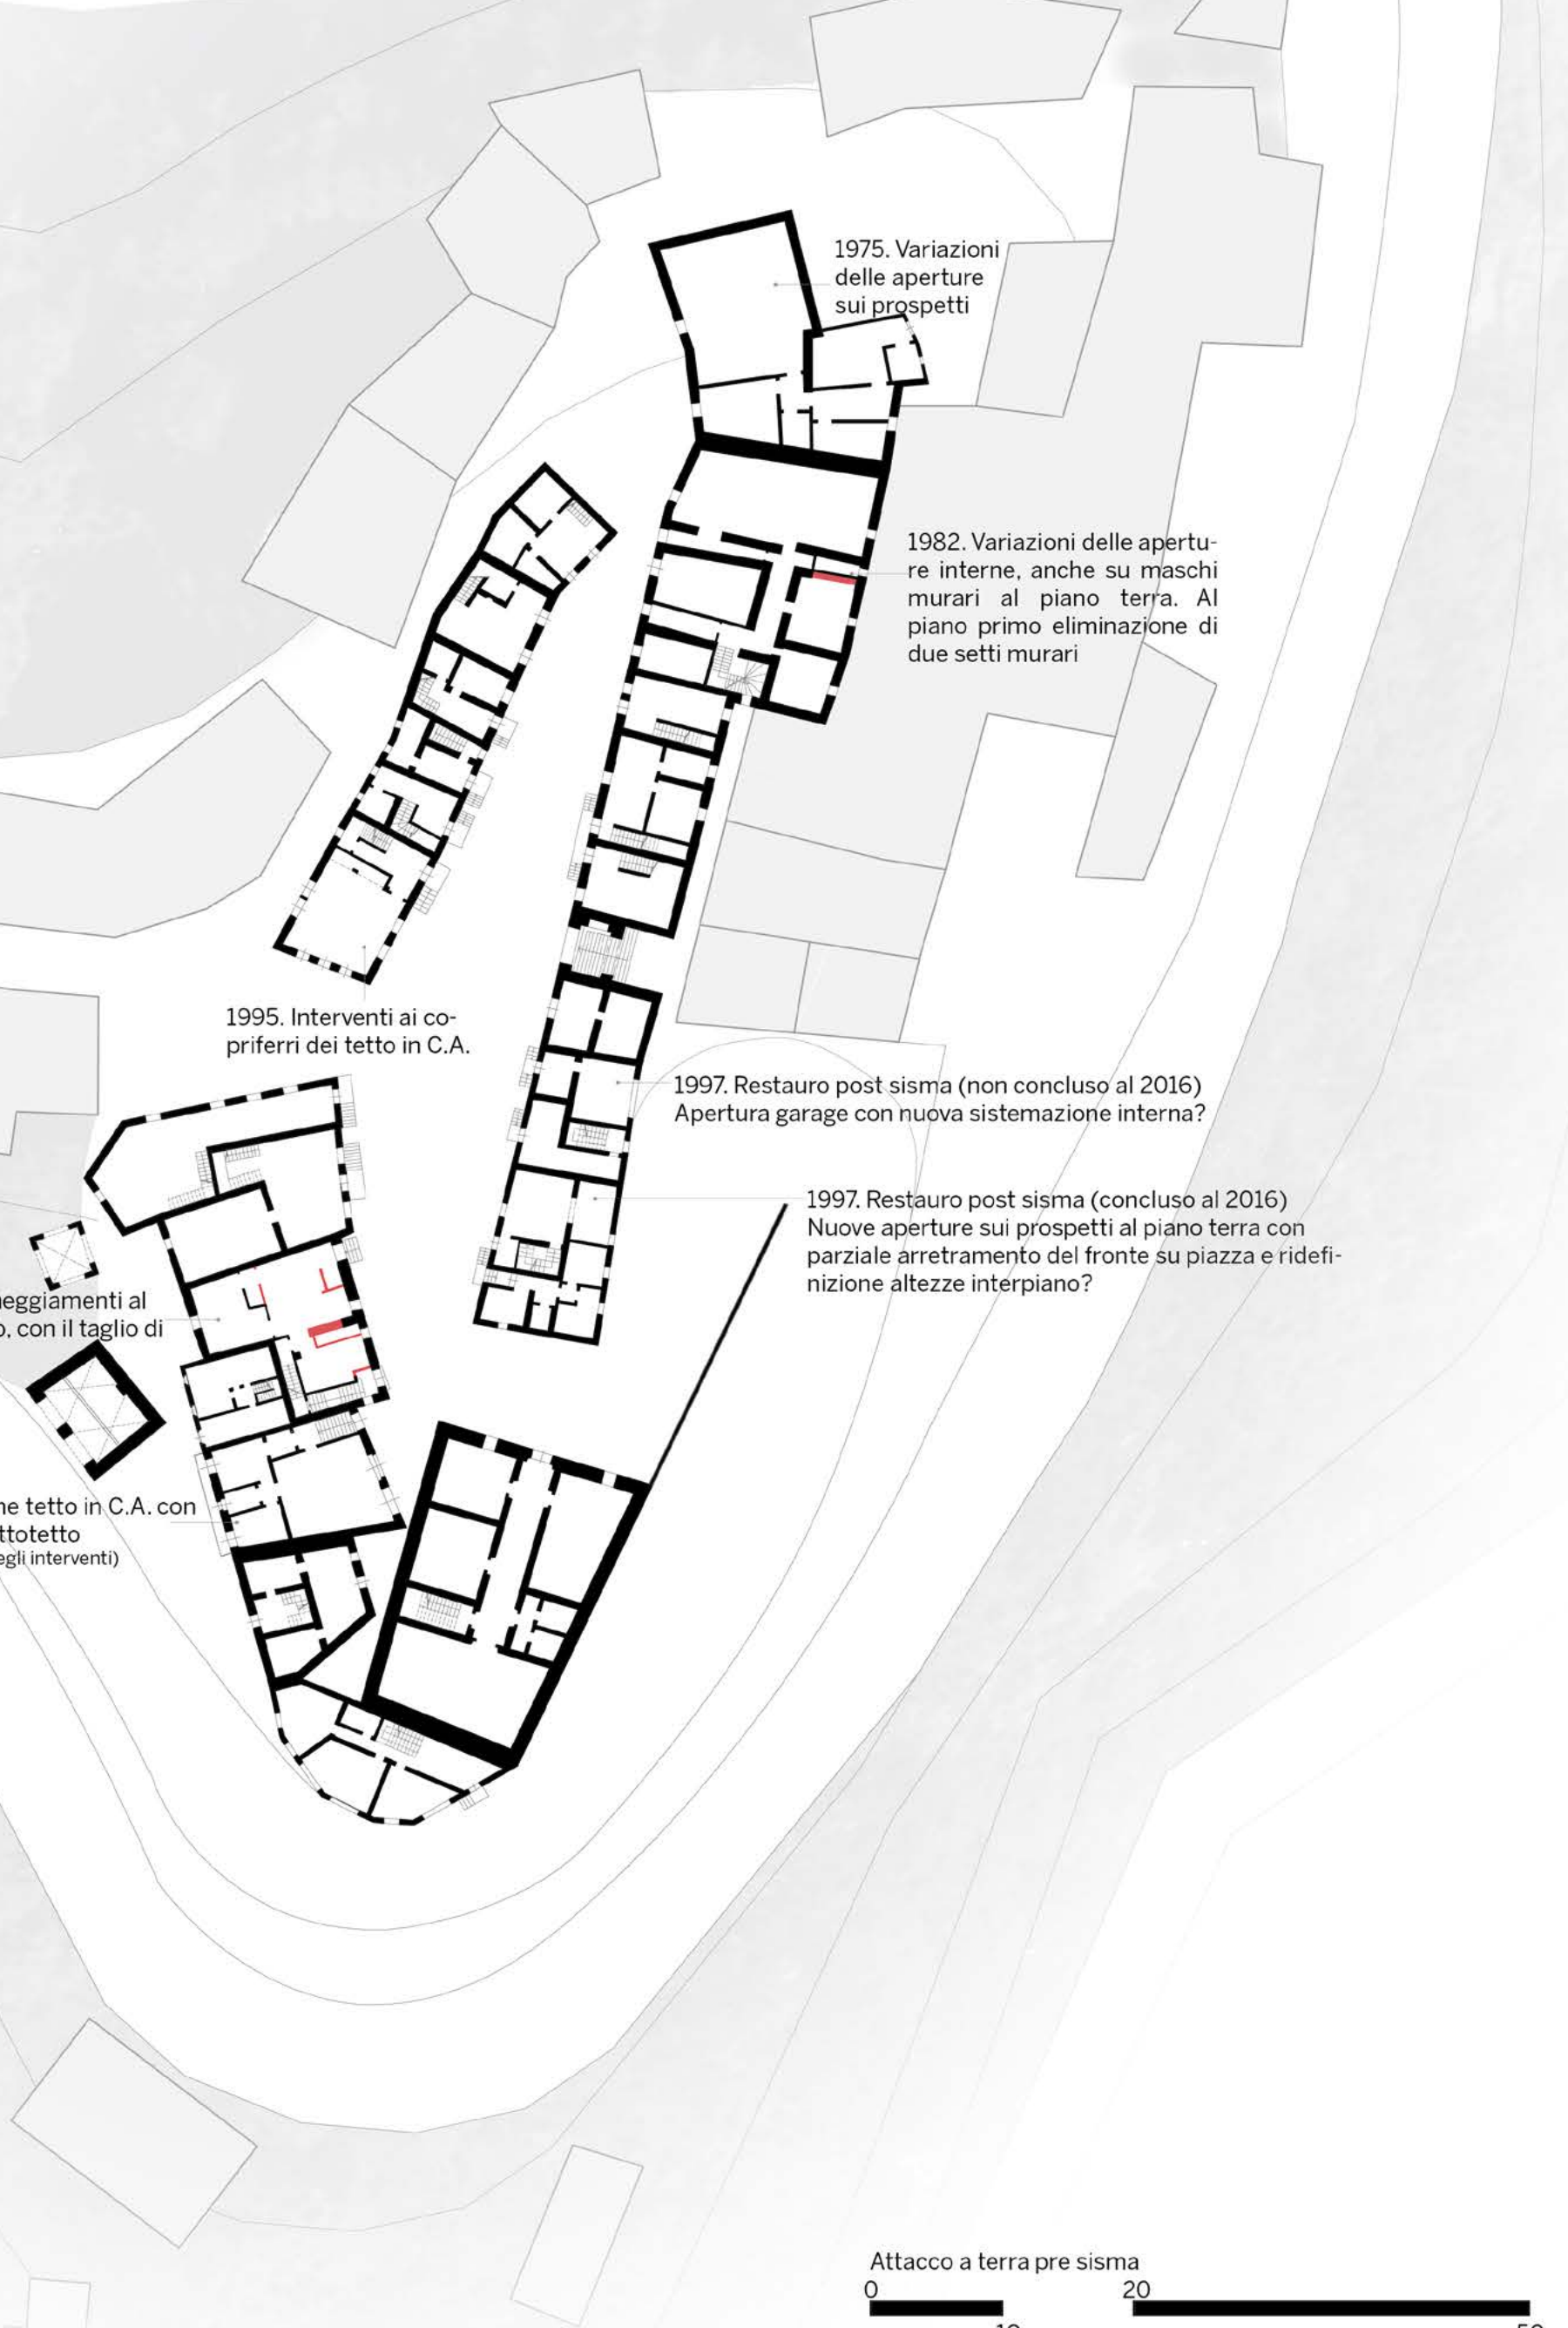 1975. Variazioni
delle aperture
sui prospetti
1982. Variazioni delle apertu-
re interne, anche su maschi
murari al piano terra. Al
piano primo eliminazione di
due setti murari
1995. Interventi ai co-
priferri dei tetto in C.A.
1997. Restauro post sisma (non concluso al 2016)
Apertura garage con nuova sistemazione interna?
1997. Restauro post sisma (concluso al 2016)
Nuove aperture sui prospetti al piano terra con
parziale arretramento del fronte su piazza e ridefi-
nizione altezze interpiano?
eggiamenti al
o, con il taglio di
ne tetto in C.A. con
ttotetto
egli interventi)
Attacco a terra pre sisma
0 20